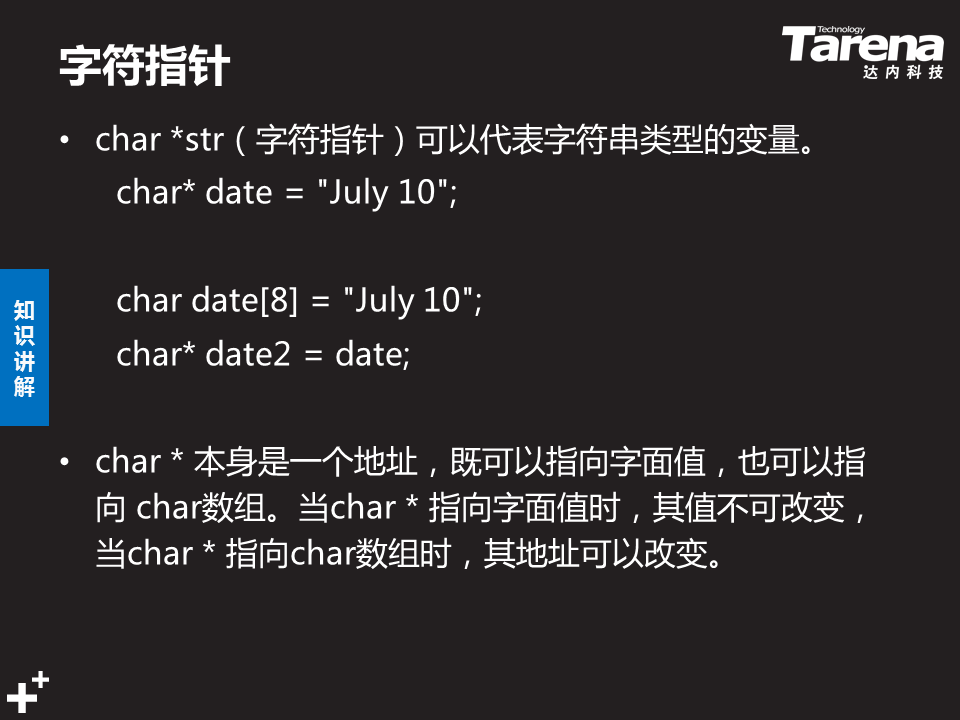 字符指针
Technology
Tarena
达内科技
• char *str（字符指针）可以代表字符串类型的变量。
char* date = "July 10";
char date[8] = "July 10";
char* date2 = date;
知
识
讲
解
• char * 本身是一个地址，既可以指向字面值，也可以指
向 char数组。当char * 指向字面值时，其值不可改变，
当char * 指向char数组时，其地址可以改变。